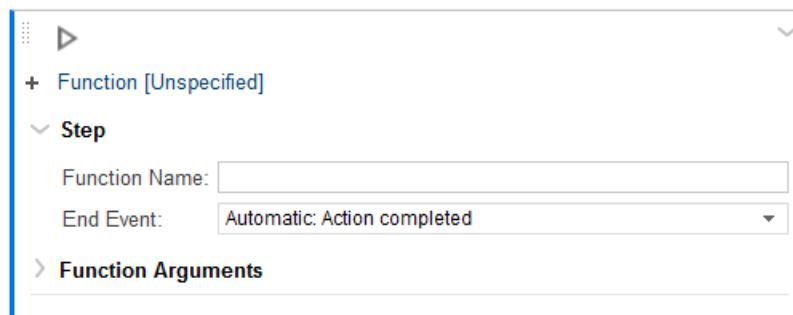 Function [Unspecified]
Step
Function Name:
End Event: Automatic: Action completed
Function Arguments